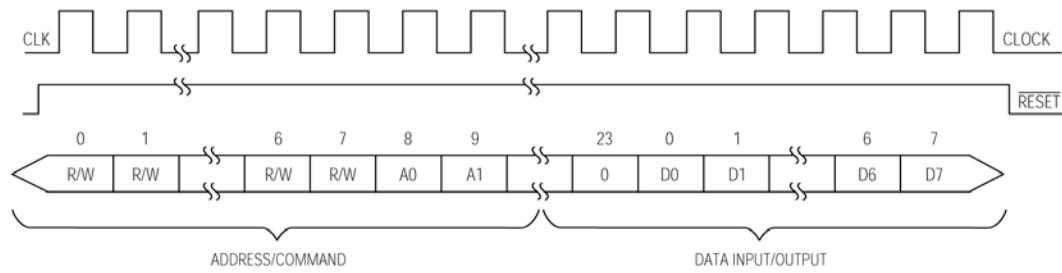 CLK CLOCK
RESET
0 1 6 7 8 9 23 0 1 6 7
R/W R/W R/W R/W A0 A1 0 D0 D1 D6 D7
ADDRESS/COMMAND DATA INPUT/OUTPUT